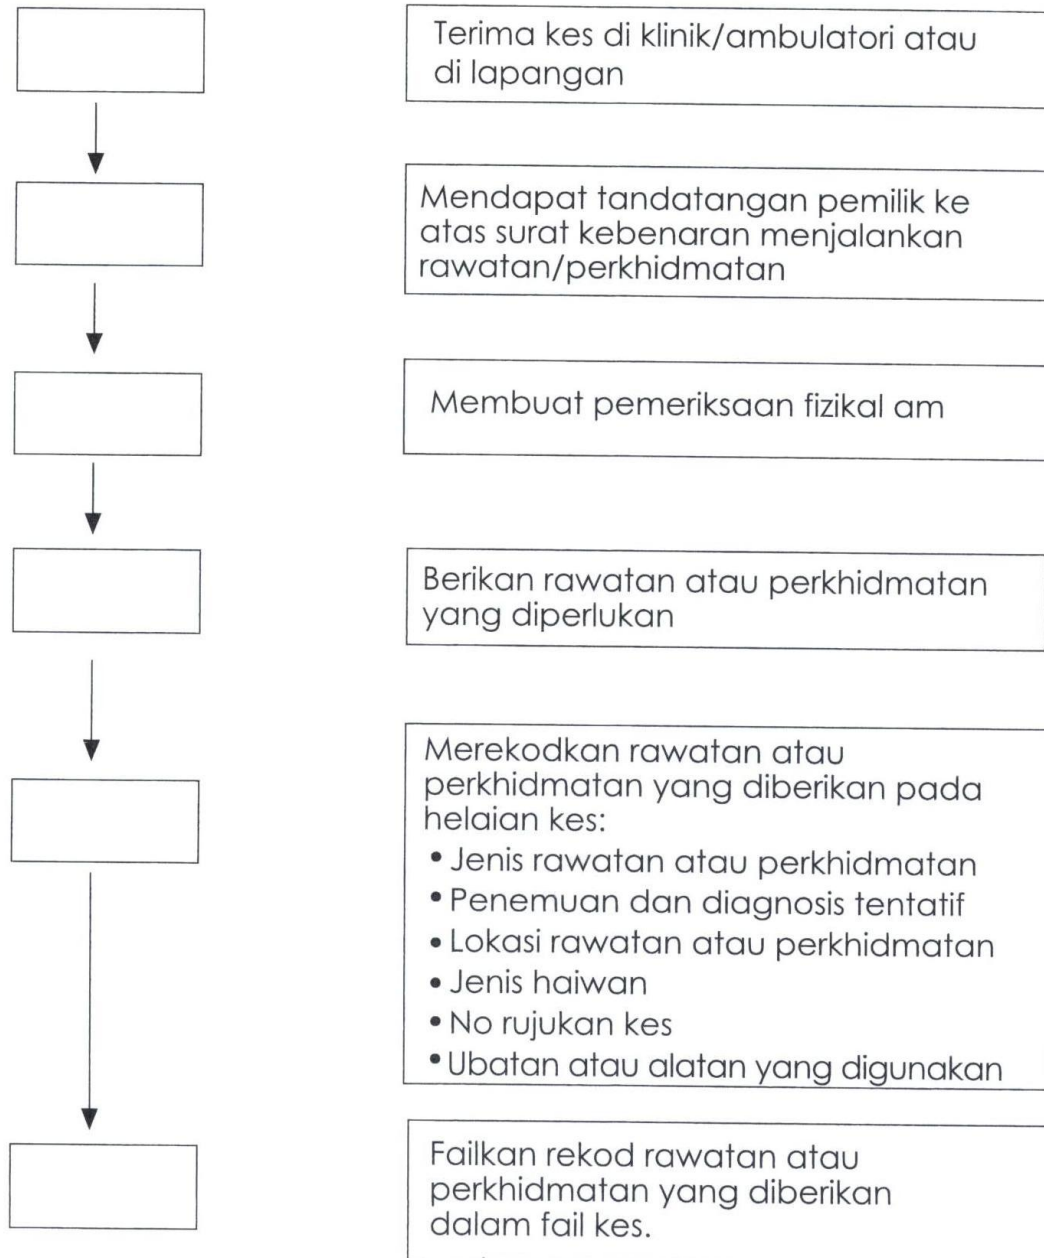 Terima kes di klinik/ambulatori atau
di lapangan
Mendapat tandatangan pemilik ke
atas surat kebenaran menjalankan
rawatan/perkhidmatan
Membuat pemeriksaan fizikal am
Berikan rawatan atau perkhidmatan
yang diperlukan
Merekodkan rawatan atau
perkhidmatan yang diberikan pada
helaian kes:
• Jenis rawatan atau perkhidmatan
• Penemuan dan diagnosis tentatif
• Lokasi rawatan atau perkhidmatan
• Jenis haiwan
• No rujukan kes
• Ubatan atau alatan yang digunakan
Failkan rekod rawatan atau
perkhidmatan yang diberikan
dalam fail kes.